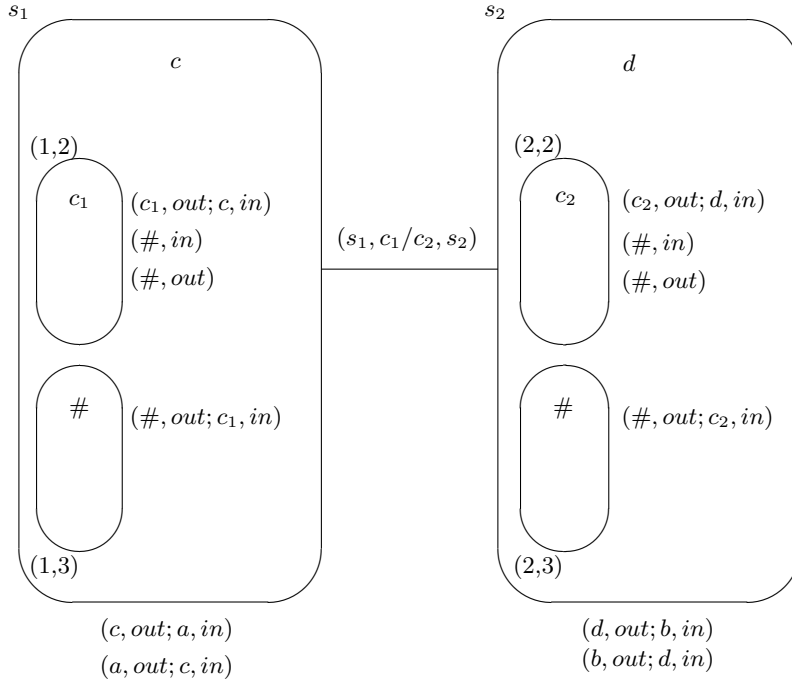 s₁ s₂
c d
(1,2) (2,2)
c₁ (c₁, out; c, in) c₂ (c₂, out; d, in)
(#, in) (s₁, c₁/c₂, s₂) (#, in)
(#, out) (#, out)
# (#, out; c₁, in) # (#, out; c₂, in)
(1,3) (2,3)
(c, out; a, in) (d, out; b, in)
(a, out; c, in) (b, out; d, in)